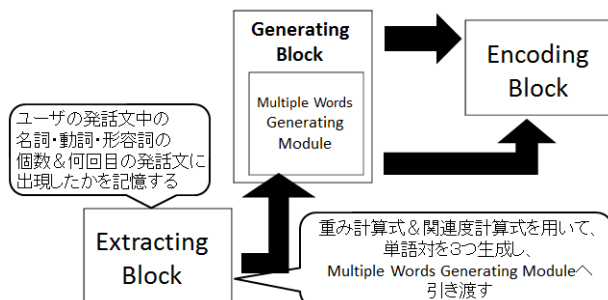 Generating
Block
Multiple Words
Generating
Module
Encoding
Block
ユーザの発話文中の
名詞・動詞・形容詞の
個数＆何回目の発話文に
出現したかを記憶する
Extracting
Block
重み計算式＆関連度計算式を用いて、
単語対を3つ生成し、
Multiple Words Generating Moduleへ
引き渡す